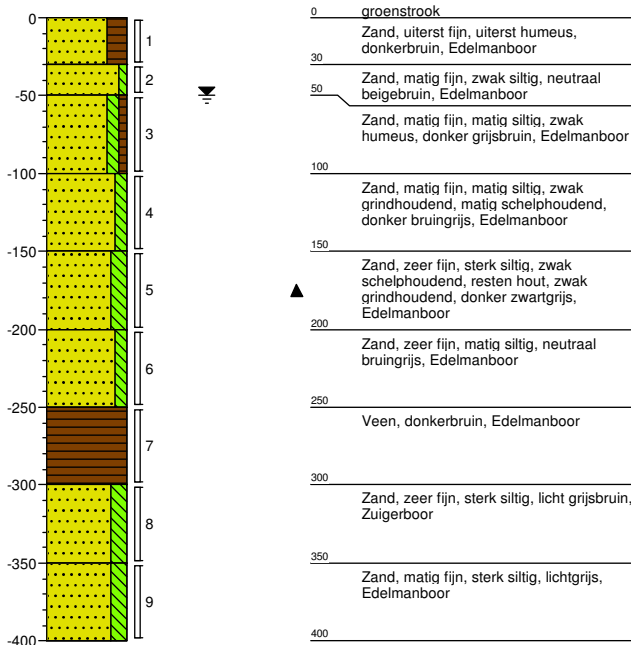 0
-50
-100
-150
-200
-250
-300
-350
-400
1
2
3
4
5
6
7
8
9
0
groenstrook
Zand, uiterst fijn, uiterst humeus,
donkerbruin, Edelmanboor
30
Zand, matig fijn, zwak siltig, neutraal
beigebruin, Edelmanboor
50
Zand, matig fijn, matig siltig, zwak
humeus, donker grijsbruin, Edelmanboor
100
Zand, matig fijn, matig siltig, zwak
grindhoudend, matig schelphoudend,
donker bruingrijs, Edelmanboor
150
Zand, zeer fijn, sterk siltig, zwak
schelphoudend, resten hout, zwak
grindhoudend, donker zwartgrijs,
Edelmanboor
200
Zand, zeer fijn, matig siltig, neutraal
bruingrijs, Edelmanboor
250
Veen, donkerbruin, Edelmanboor
300
Zand, zeer fijn, sterk siltig, licht grijsbruin,
Zuigerboor
350
Zand, matig fijn, sterk siltig, lichtgrijs,
Edelmanboor
400